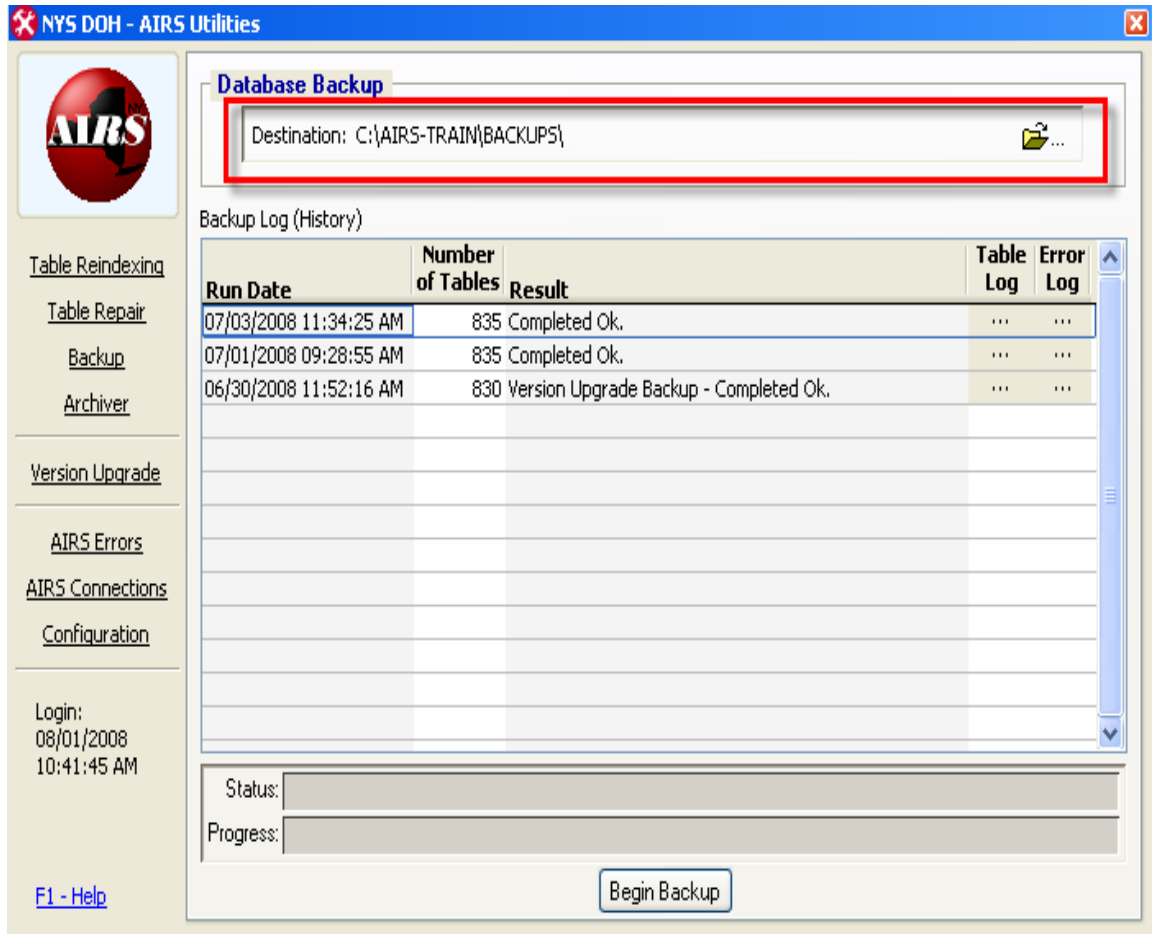 NYS DOH - AIRS Utilities
NY
AIRS
Table Reindexing
Table Repair
Backup
Archiver
Version Upgrade
AIRS Errors
AIRS Connections
Configuration
Login:
08/01/2008
10:41:45 AM
F1 - Help
Database Backup
Destination: C:\AIRS-TRAIN\BACKUPS\ ...
Backup Log (History)
Run Date Number of Tables Result Table Log Error Log
07/03/2008 11:34:25 AM 835 Completed Ok. ... ...
07/01/2008 09:28:55 AM 835 Completed Ok. ... ...
06/30/2008 11:52:16 AM 830 Version Upgrade Backup - Completed Ok. ... ...
Status:
Progress:
Begin Backup